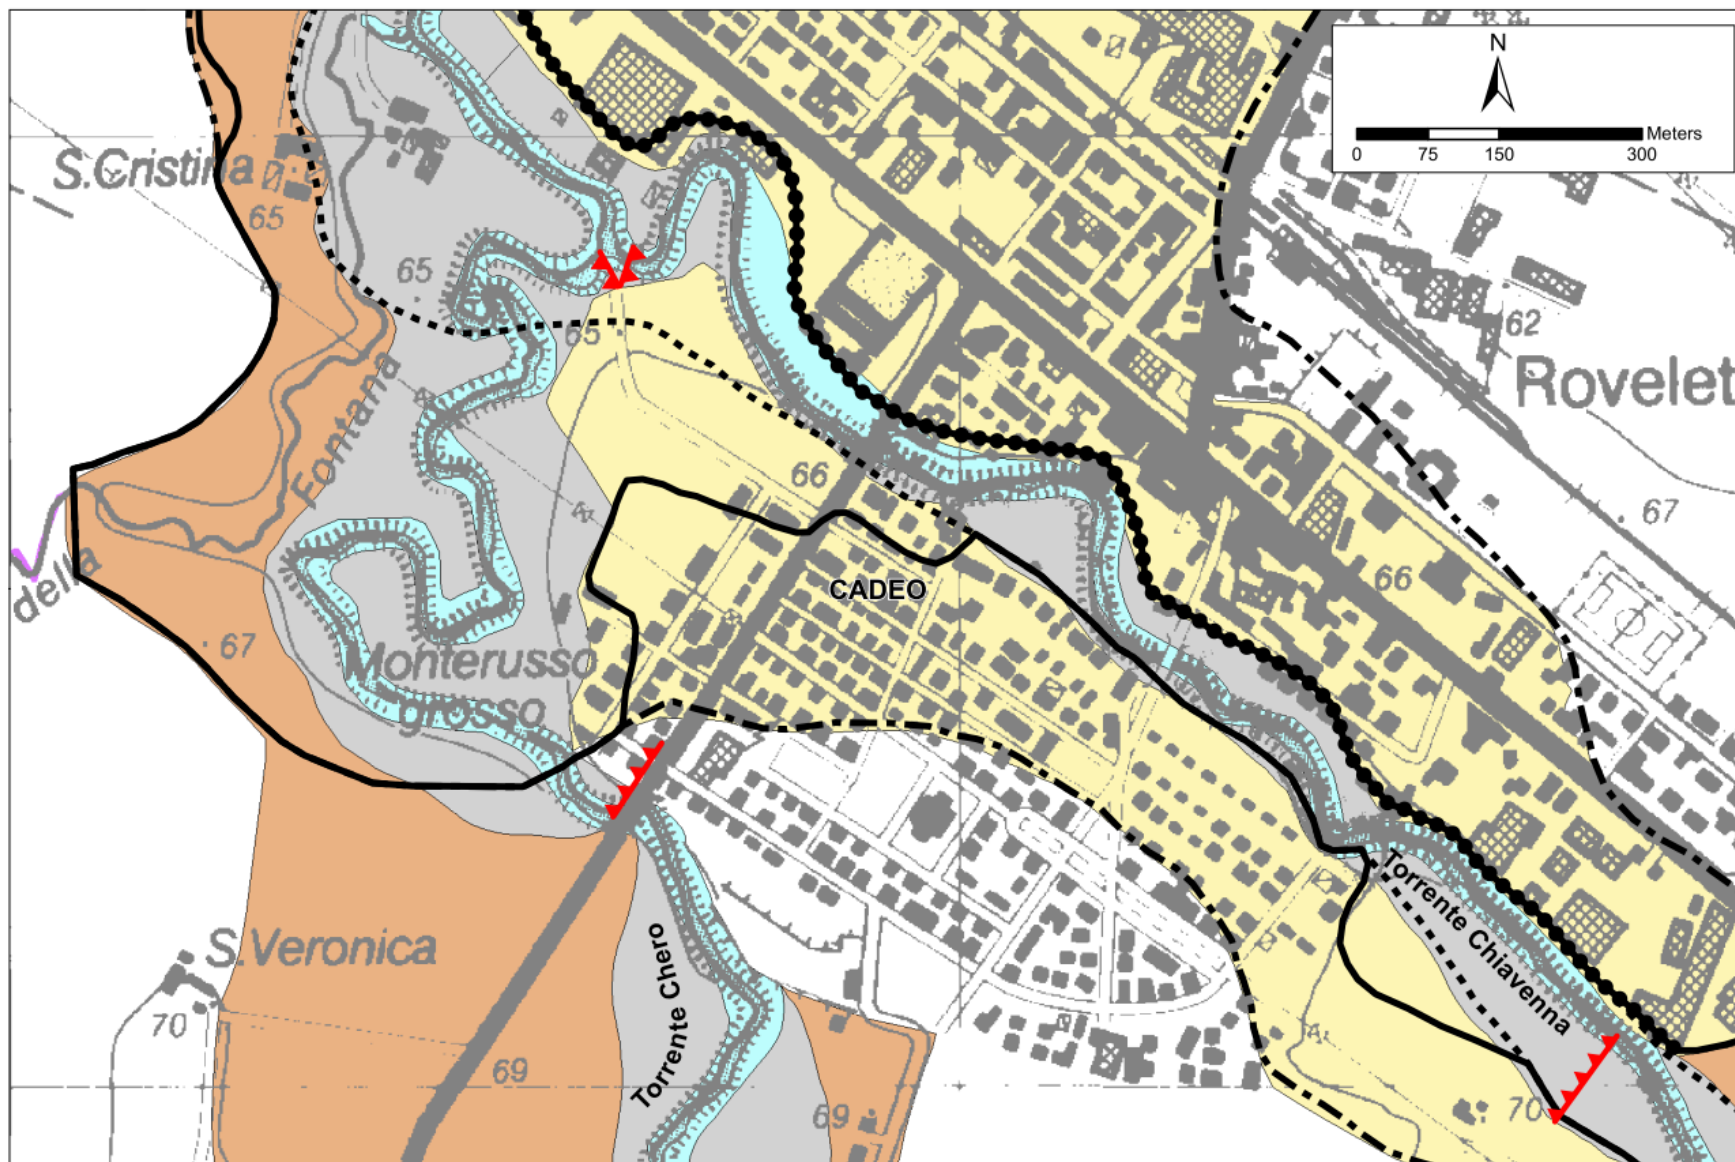 N
Meters
0 75 150 300
S.Cristina
65
65
62
65
Rovelet
Fontana
66
67
della
CADEO
66
67
Monterusso
grosso
Torrente Chiavenna
S.Veronica
Torrente Chero
70
69
69
70